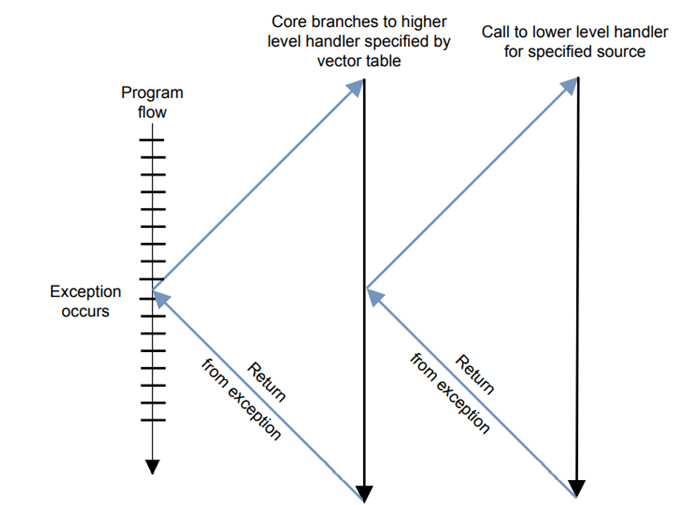 Core branches to higher
level handler specified by
vector table
Call to lower level handler
for specified source
Program
flow
Exception
occurs
Return
from exception
Return
from exception